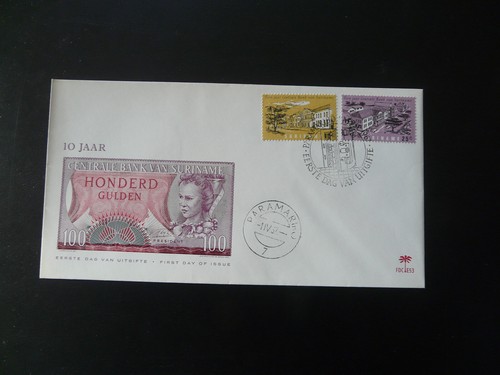 10 JAAR
CENTRALE BANK VAN SURINAME
HONDERD
GULDEN
100
PRESIDENT
100
EERSTE DAG VAN UITGIFTE - FIRST DAY OF ISSUE
PARAMARIBO
EERSTE DAG VAN UITGIFTE